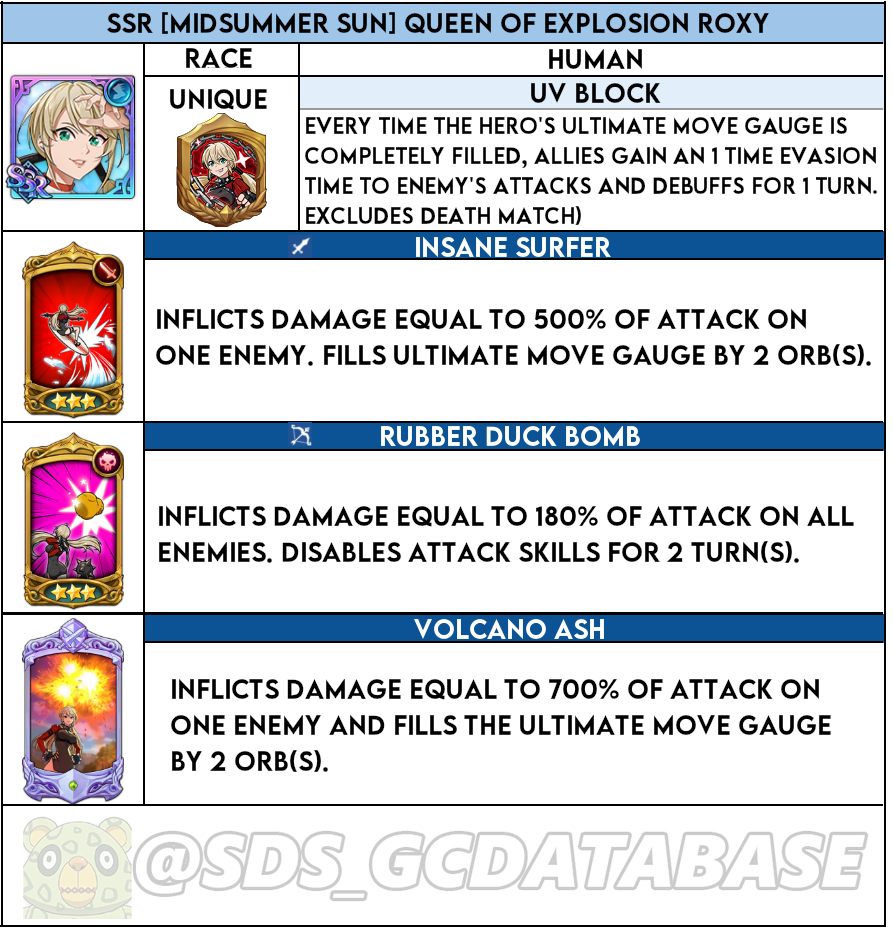 SSR [MIDSUMMER SUN] QUEEN OF EXPLOSION ROXY
RACE
HUMAN
SSR
UNIQUE
UV BLOCK
EVERY TIME THE HERO'S ULTIMATE MOVE GAUGE IS
COMPLETELY FILLED, ALLIES GAIN AN 1 TIME EVASION
TIME TO ENEMY'S ATTACKS AND DEBUFFS FOR 1 TURN.
EXCLUDES DEATH MATCH)
INSANE SURFER
INFLICTS DAMAGE EQUAL TO 500% OF ATTACK ON
ONE ENEMY. FILLS ULTIMATE MOVE GAUGE BY 2 ORB(S).
RUBBER DUCK BOMB
INFLICTS DAMAGE EQUAL TO 180% OF ATTACK ON ALL
ENEMIES. DISABLES ATTACK SKILLS FOR 2 TURN(S).
VOLCANO ASH
INFLICTS DAMAGE EQUAL TO 700% OF ATTACK ON
ONE ENEMY AND FILLS THE ULTIMATE MOVE GAUGE
BY 2 ORB(S).
@SDS_GCDATABASE